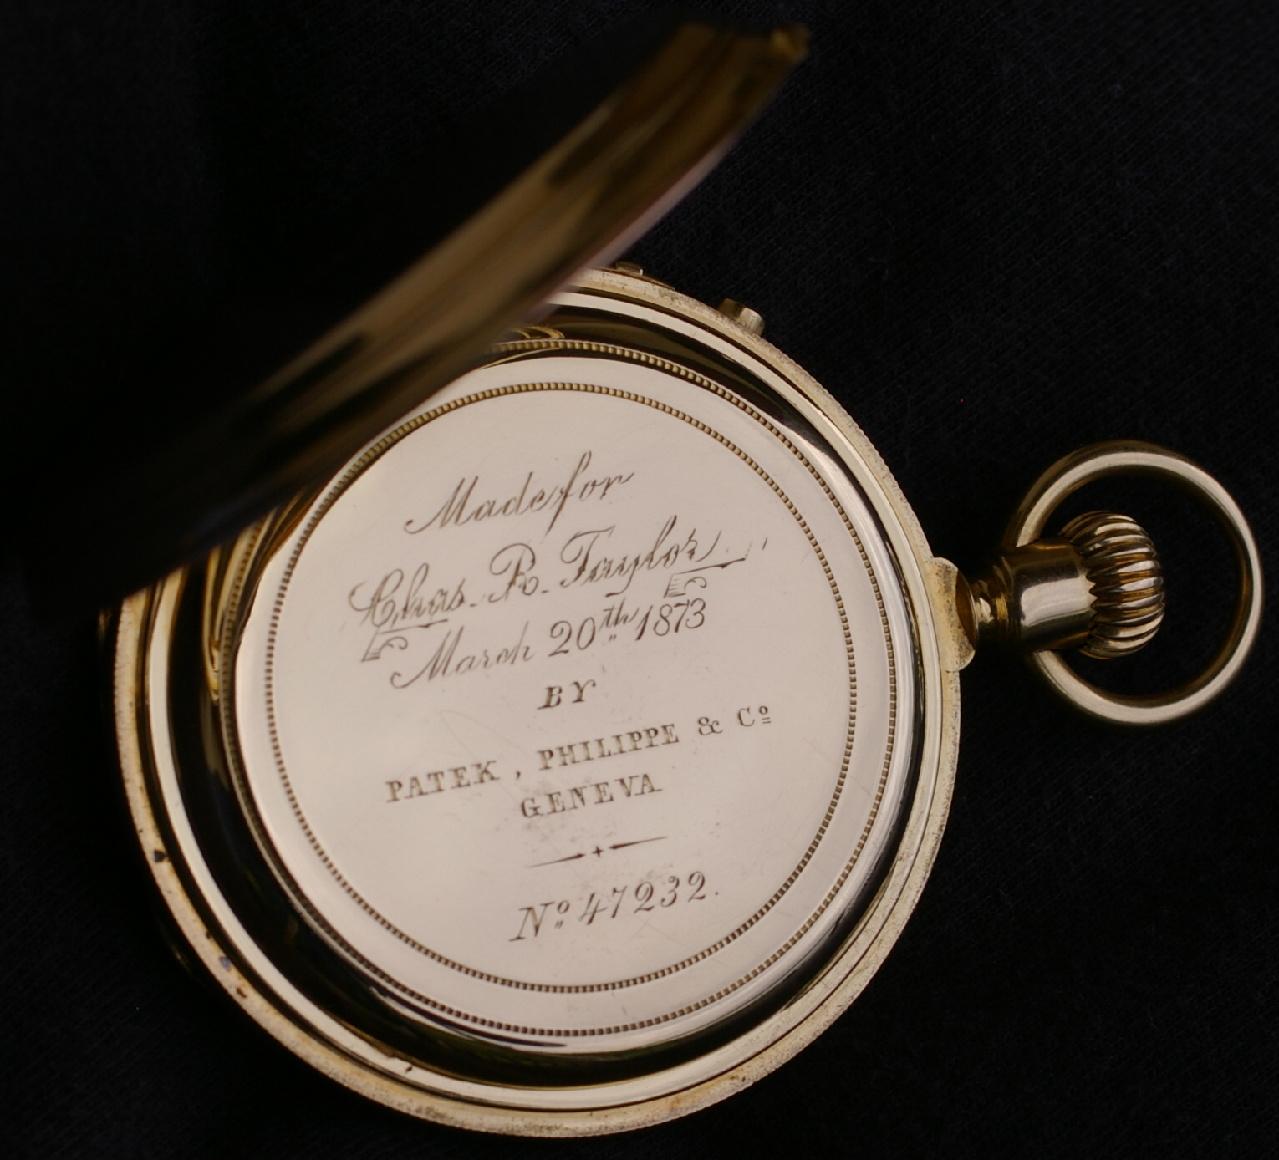 Made for
Chas. R. Taylor
March 20th 1873
BY
PATEK, PHILIPPE & Cº
GENEVA
Nº 47232.